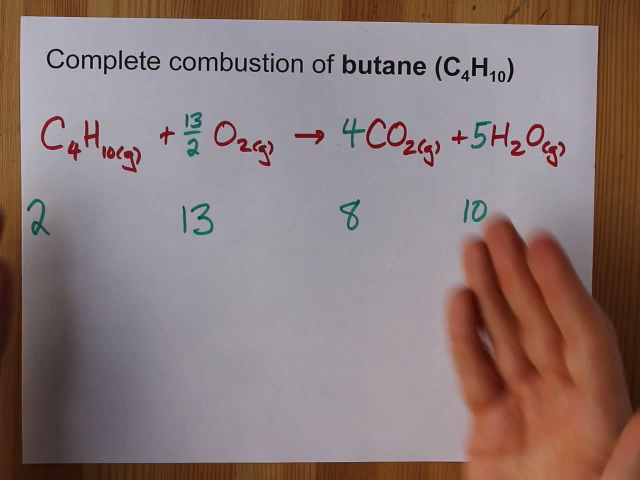 Complete combustion of butane (C₄H₁₀)
C₄H₁₀(g) + 13/2 O₂(g) → 4CO₂(g) + 5H₂O(g)
2 13 8 10